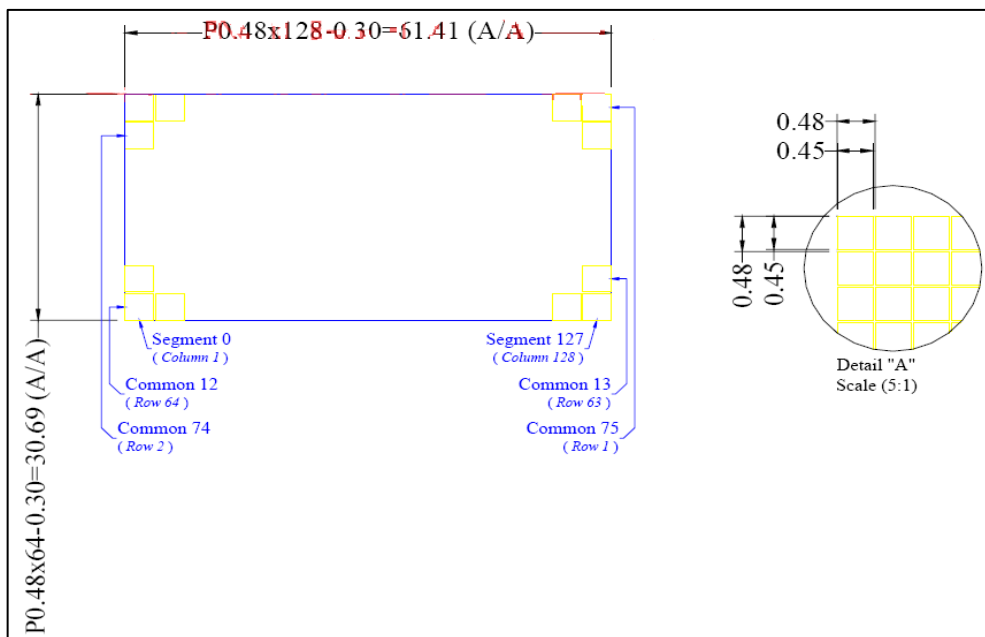 P0.48x128-0.30=61.41 (A/A)
0.48
0.45
0.48
0.45
Segment 0
( Column 1 )
Segment 127
( Column 128 )
Detail "A"
Scale (5:1)
Common 12
( Row 64 )
Common 13
( Row 63 )
Common 74
( Row 2 )
Common 75
( Row 1 )
P0.48x64-0.30=30.69 (A/A)